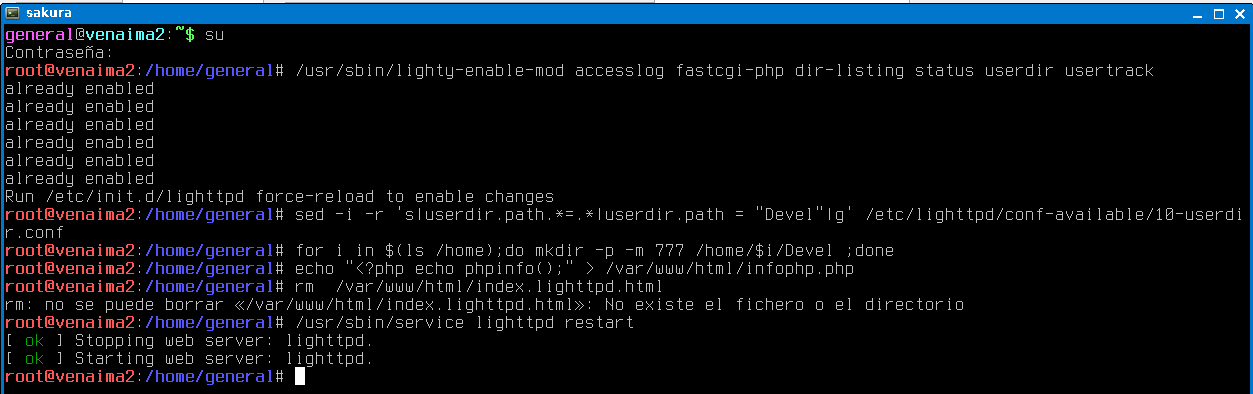 sakura
general@venaima2:~$ su
Contraseña:
root@venaima2:/home/general# /usr/sbin/lighty-enable-mod accesslog fastcgi-php dir-listing status userdir usertrack
already enabled
already enabled
already enabled
already enabled
already enabled
already enabled
Run /etc/init.d/lighttpd force-reload to enable changes
root@venaima2:/home/general# sed -i -r 's|userdir.path.*=.*|userdir.path = "Devel"|g' /etc/lighttpd/conf-available/10-userdi
r.conf
root@venaima2:/home/general# for i in $(ls /home);do mkdir -p -m 777 /home/$i/Devel ;done
root@venaima2:/home/general# echo "<?php echo phpinfo();" > /var/www/html/infophp.php
root@venaima2:/home/general# rm  /var/www/html/index.lighttpd.html
rm: no se puede borrar «/var/www/html/index.lighttpd.html»: No existe el fichero o el directorio
root@venaima2:/home/general# /usr/sbin/service lighttpd restart
[ ok ] Stopping web server: lighttpd.
[ ok ] Starting web server: lighttpd.
root@venaima2:/home/general#